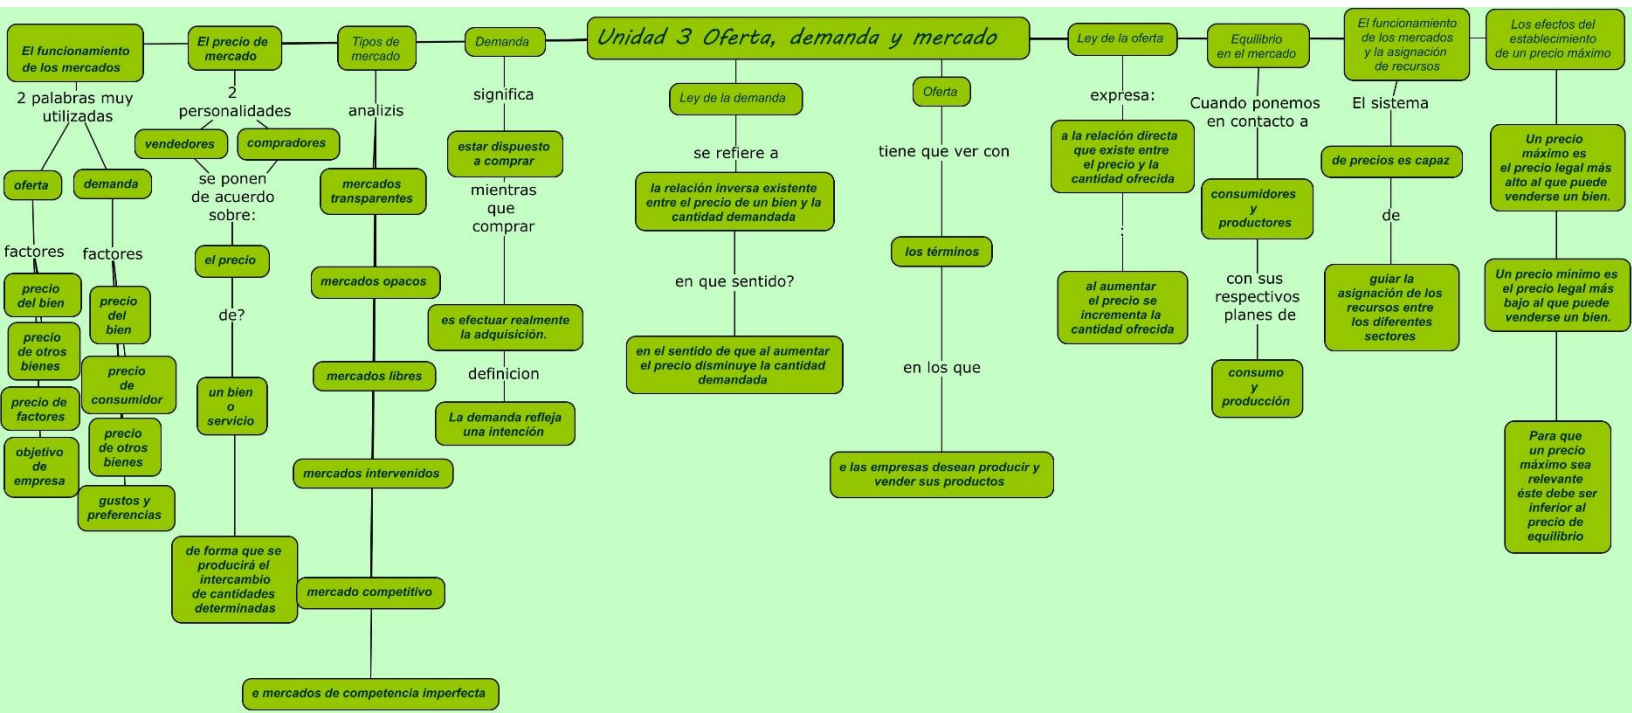 Unidad 3 Oferta, demanda y mercado
El funcionamiento
de los mercados
2 palabras muy
utilizadas
oferta
demanda
factores
factores
precio
del bien
precio
de otros
bienes
precio de
factores
objetivo
de
empresa
precio
del
bien
precio
de
consumidor
precio
de otros
bienes
gustos y
preferencias
El precio de
mercado
2
personalidades
vendedores
compradores
se ponen
de acuerdo
sobre:
el precio
de?
un bien
o
servicio
de forma que se
producirá el
intercambio
de cantidades
determinadas
Tipos de
mercado
analizis
mercados
transparentes
mercados opacos
mercados libres
mercados intervenidos
mercado competitivo
e mercados de competencia imperfecta
Demanda
significa
estar dispuesto
a comprar
mientras
que
comprar
es efectuar realmente
la adquisición.
definicion
La demanda refleja
una intención
Ley de la demanda
se refiere a
la relación inversa existente
entre el precio de un bien y la
cantidad demandada
en que sentido?
en el sentido de que al aumentar
el precio disminuye la cantidad
demandada
Oferta
tiene que ver con
los términos
en los que
e las empresas desean producir y
vender sus productos
Ley de la oferta
expresa:
a la relación directa
que existe entre
el precio y la
cantidad ofrecida
:
al aumentar
el precio se
incrementa la
cantidad ofrecida
Equilibrio
en el mercado
Cuando ponemos
en contacto a
consumidores
y
productores
con sus
respectivos
planes de
consumo
y
producción
El funcionamiento
de los mercados
y la asignación
de recursos
El sistema
de precios es capaz
de
guiar la
asignación de los
recursos entre
los diferentes
sectores
Los efectos del
establecimiento
de un precio máximo
Un precio
máximo es
el precio legal más
alto al que puede
venderse un bien.
Un precio minimo es
el precio legal más
bajo al que puede
venderse un bien.
Para que
un precio
máximo sea
relevante
éste debe ser
inferior al
precio de
equilibrio